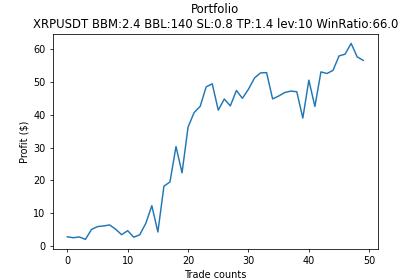 Portfolio
XRPUSDT BBM:2.4 BBL:140 SL:0.8 TP:1.4 lev:10 WinRatio:66.0
60
50
40
30
20
10
0
Profit ($)
0 10 20 30 40 50
Trade counts